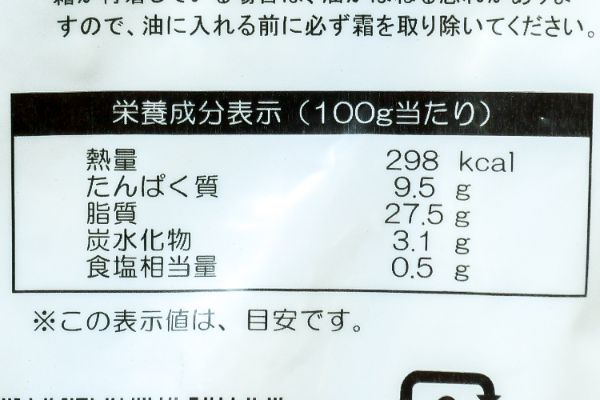 すので、油に入れる前に必ず霜を取り除いてください。
栄養成分表示(100g当たり)
熱量 298 kcal
たんぱく質 9.5 g
脂質 27.5 g
炭水化物 3.1 g
食塩相当量 0.5 g
※この表示値は、目安です。